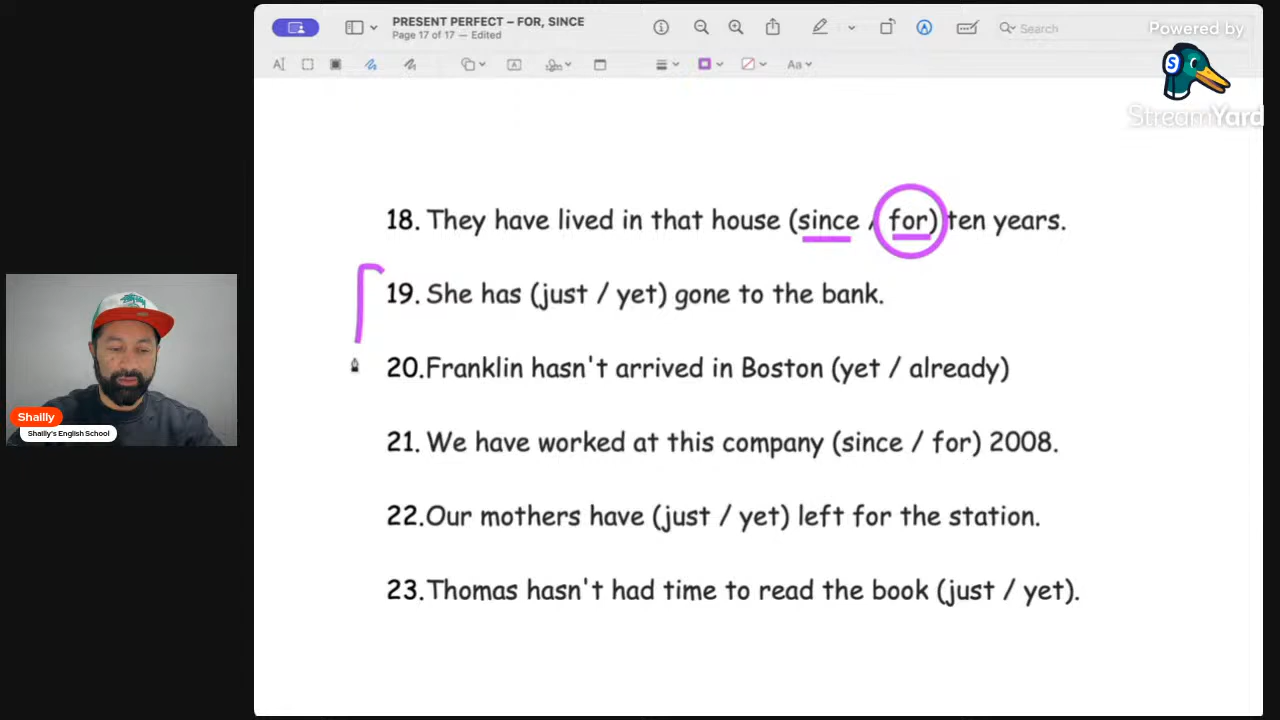 PRESENT PERFECT – FOR, SINCE
Page 17 of 17 — Edited
Search
Powered by
StreamYard
18. They have lived in that house (since / for) ten years.
19. She has (just / yet) gone to the bank.
20.Franklin hasn't arrived in Boston (yet / already)
21. We have worked at this company (since / for) 2008.
22.Our mothers have (just / yet) left for the station.
23.Thomas hasn't had time to read the book (just / yet).
Shailly
Shailly's English School